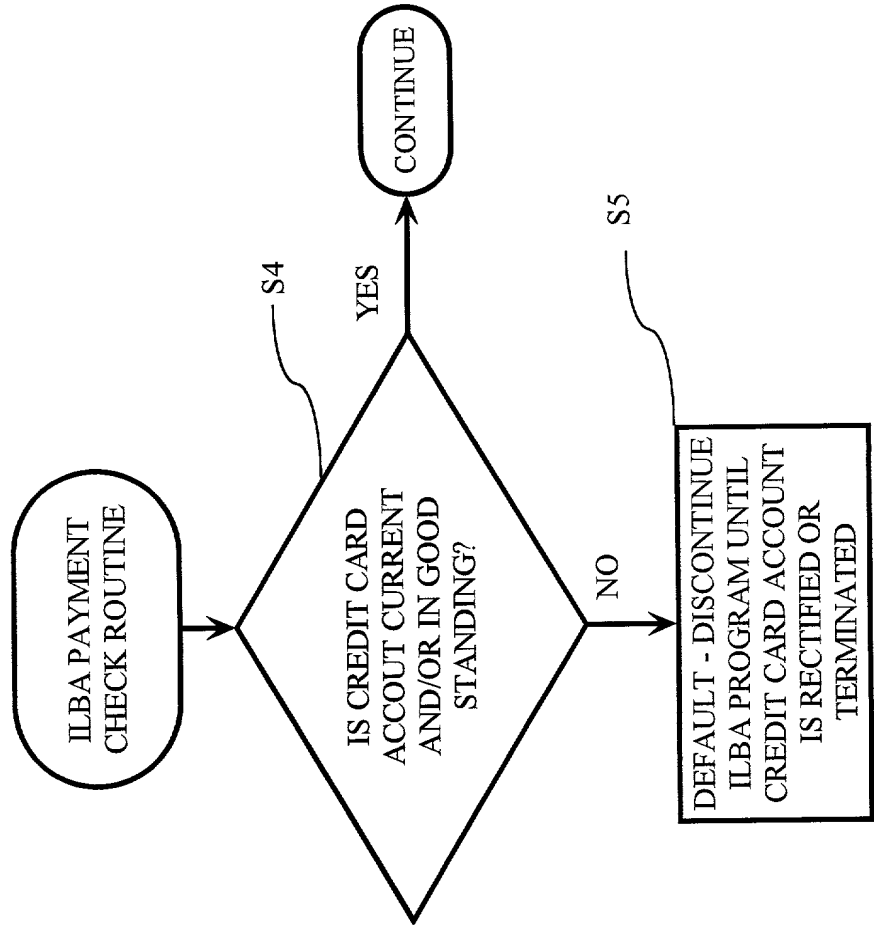 ILBA PAYMENT
CHECK ROUTINE
S4
IS CREDIT CARD
ACCOUT CURRENT
AND/OR IN GOOD
STANDING?
YES
CONTINUE
NO
S5
DEFAULT - DISCONTINUE
ILBA PROGRAM UNTIL
CREDIT CARD ACCOUNT
IS RECTIFIED OR
TERMINATED